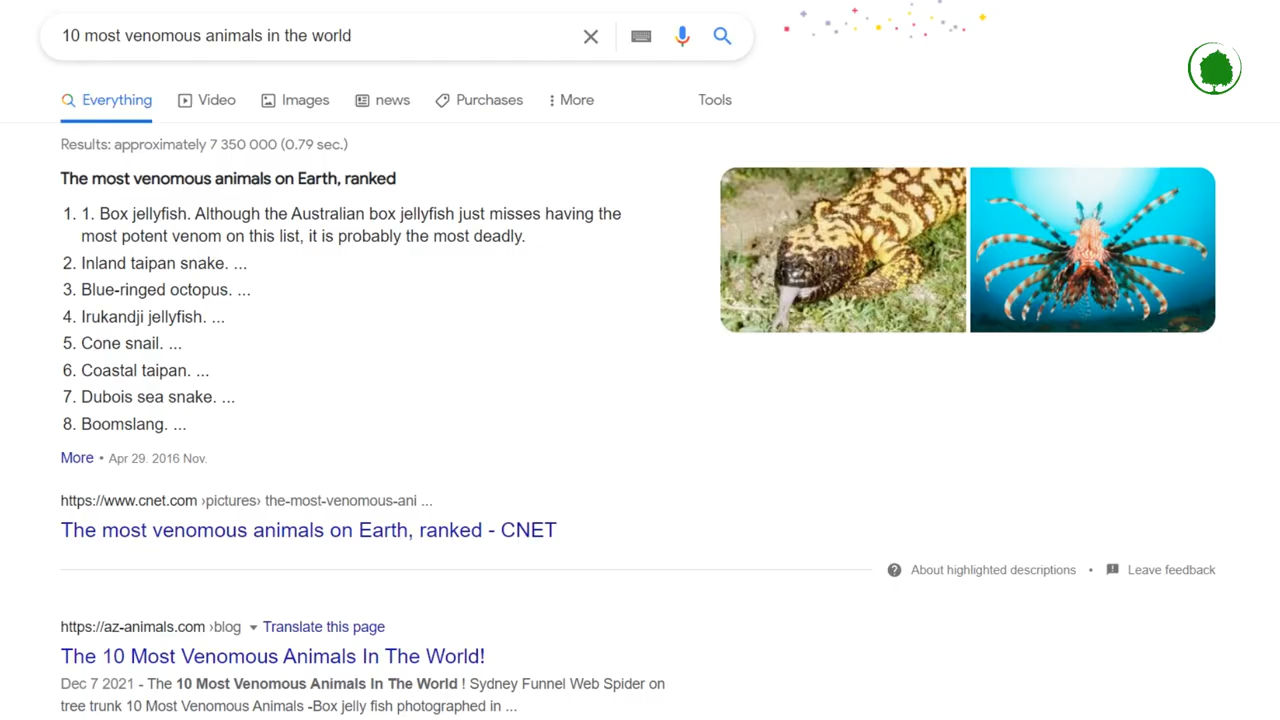 10 most venomous animals in the world
Everything
Video
Images
news
Purchases
More
Tools
Results: approximately 7 350 000 (0.79 sec.)
The most venomous animals on Earth, ranked
1. 1. Box jellyfish. Although the Australian box jellyfish just misses having the
most potent venom on this list, it is probably the most deadly.
2. Inland taipan snake. ...
3. Blue-ringed octopus. ...
4. Irukandji jellyfish. ...
5. Cone snail. ...
6. Coastal taipan. ...
7. Dubois sea snake. ...
8. Boomslang. ...
More • Apr 29. 2016 Nov.
https://www.cnet.com ›pictures› the-most-venomous-ani ...
The most venomous animals on Earth, ranked - CNET
About highlighted descriptions • Leave feedback
https://az-animals.com ›blog Translate this page
The 10 Most Venomous Animals In The World!
Dec 7 2021 - The 10 Most Venomous Animals In The World ! Sydney Funnel Web Spider on
tree trunk 10 Most Venomous Animals -Box jelly fish photographed in ...